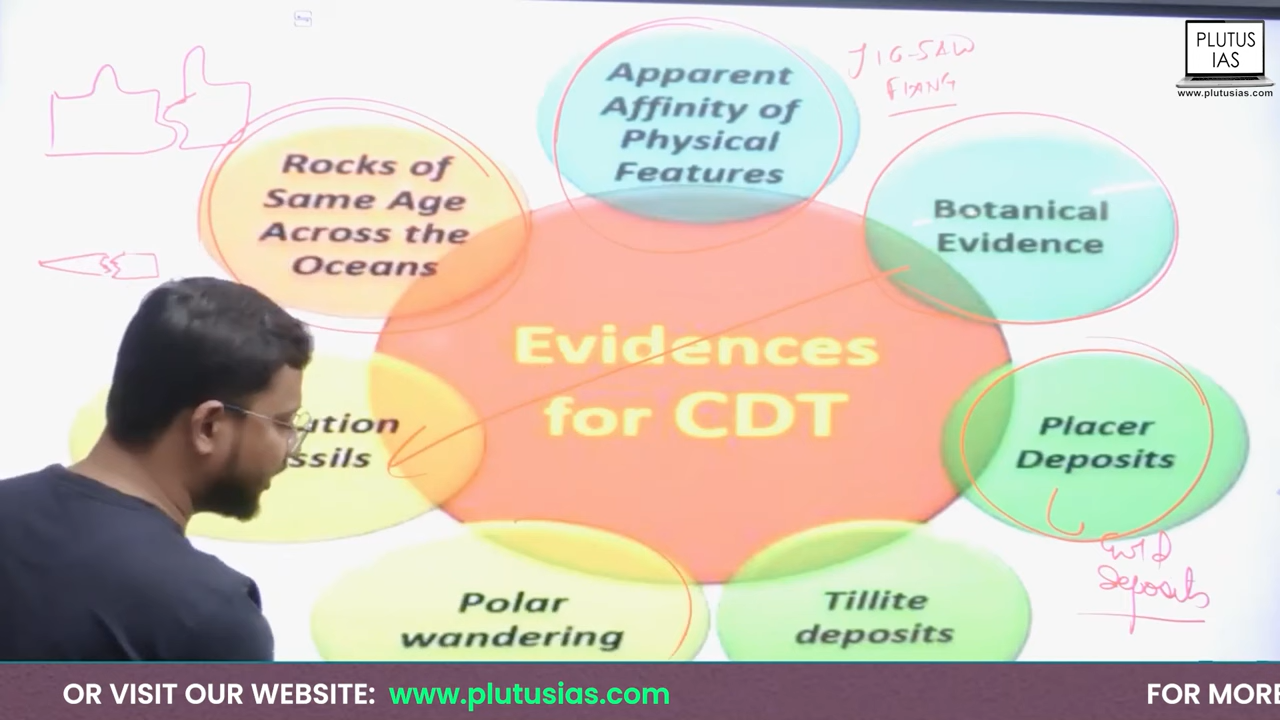 PLUTUS
IAS
www.plutusias.com
JIG-SAW
Apparent
Affinity of
Physical
Features
Rocks of
Same Age
Across the
Oceans
Botanical
Evidence
Evidences
for CDT
Placer
Deposits
Gold
Deposits
Polar
wandering
Tillite
deposits
OR VISIT OUR WEBSITE: www.plutusias.com
FOR MORE